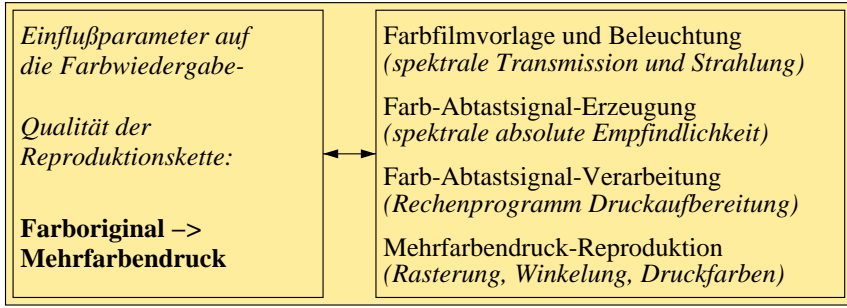 Einflußparameter auf
die Farbwiedergabe-
Qualität der
Reproduktionskette:
Farboriginal –>
Mehrfarbendruck
Farbfilmvorlage und Beleuchtung
(spektrale Transmission und Strahlung)
Farb-Abtastsignal-Erzeugung
(spektrale absolute Empfindlichkeit)
Farb-Abtastsignal-Verarbeitung
(Rechenprogramm Druckaufbereitung)
Mehrfarbendruck-Reproduktion
(Rasterung, Winkelung, Druckfarben)